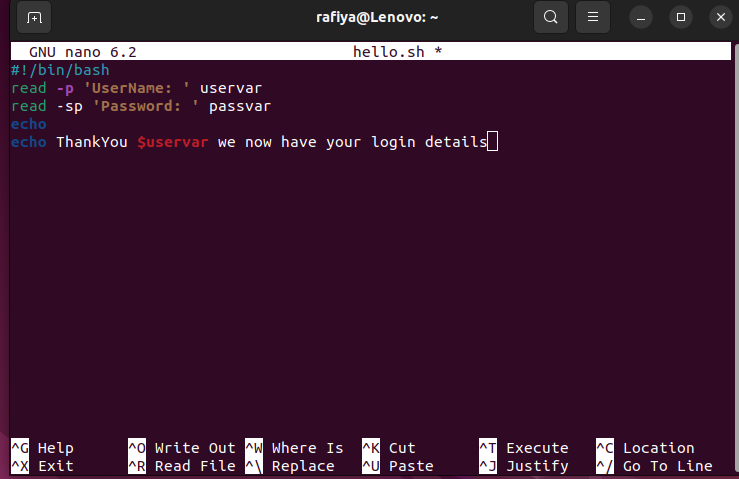 rafiya@Lenovo: ~
GNU nano 6.2 hello.sh *
#!/bin/bash
read -p 'UserName: ' uservar
read -sp 'Password: ' passvar
echo
echo ThankYou $uservar we now have your login details
^G Help ^O Write Out ^W Where Is ^K Cut ^T Execute ^C Location
^X Exit ^R Read File ^\ Replace ^U Paste ^J Justify ^/ Go To Line